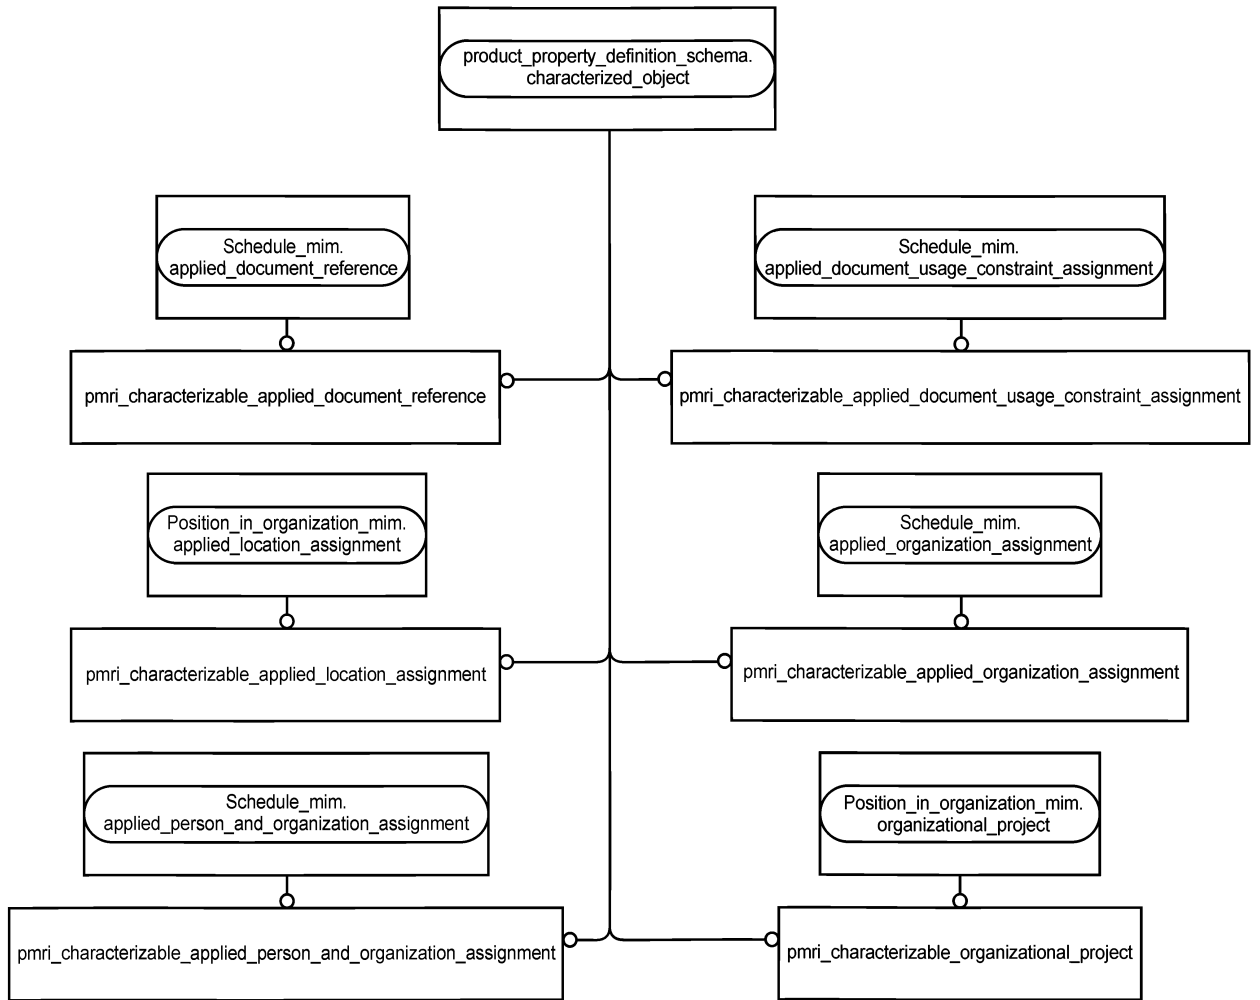 product_property_definition_schema.
characterized_object
Schedule_mim.
applied_document_reference
Schedule_mim.
applied_document_usage_constraint_assignment
pmri_characterizable_applied_document_reference
pmri_characterizable_applied_document_usage_constraint_assignment
Position_in_organization_mim.
applied_location_assignment
Schedule_mim.
applied_organization_assignment
pmri_characterizable_applied_location_assignment
pmri_characterizable_applied_organization_assignment
Schedule_mim.
applied_person_and_organization_assignment
Position_in_organization_mim.
organizational_project
pmri_characterizable_applied_person_and_organization_assignment
pmri_characterizable_organizational_project